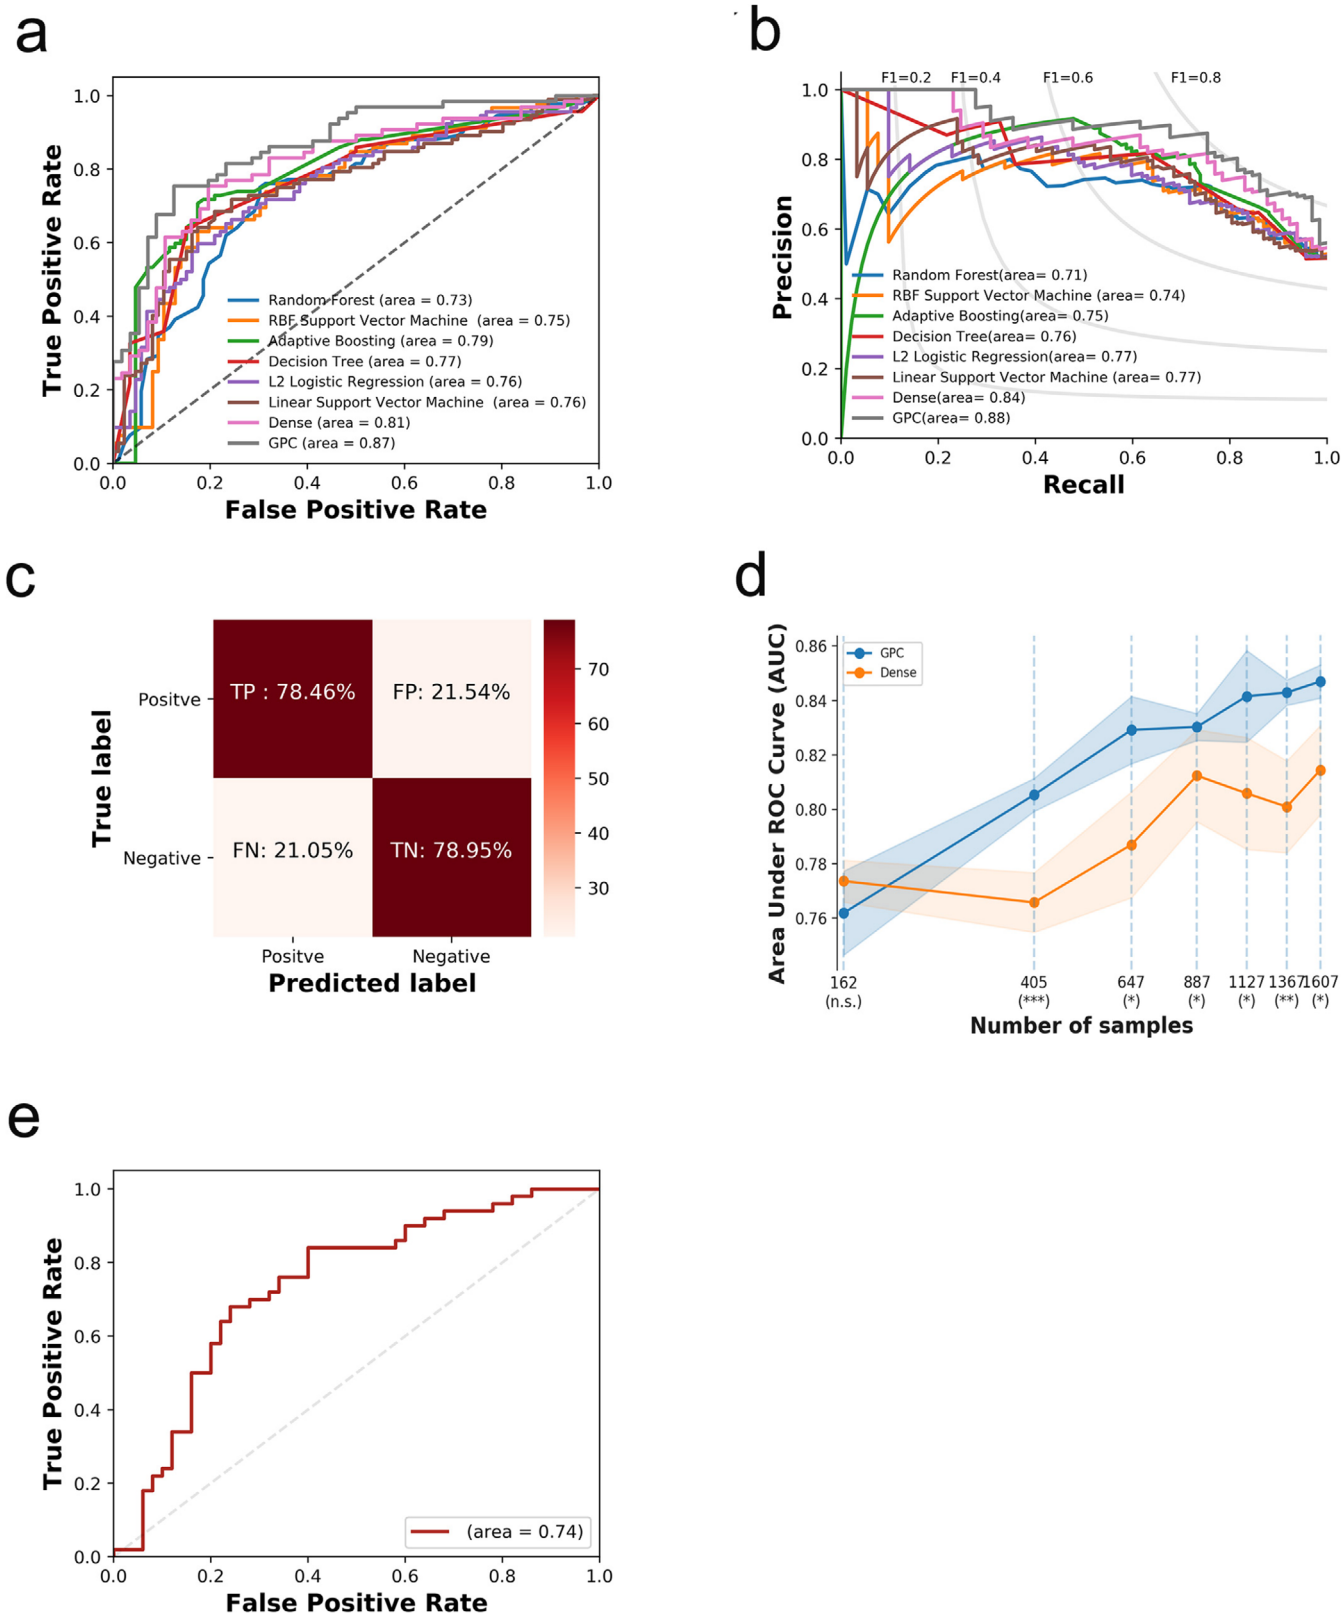 a
True Positive Rate
1.0
0.8
0.6
0.4
0.2
0.0
Random Forest (area = 0.73)
RBF Support Vector Machine (area = 0.75)
Adaptive Boosting (area = 0.79)
Decision Tree (area = 0.77)
L2 Logistic Regression (area = 0.76)
Linear Support Vector Machine (area = 0.76)
Dense (area = 0.81)
GPC (area = 0.87)
0.0 0.2 0.4 0.6 0.8 1.0
False Positive Rate
b
F1=0.2 F1=0.4 F1=0.6 F1=0.8
Precision
1.0
0.8
0.6
0.4
0.2
0.0
Random Forest(area= 0.71)
RBF Support Vector Machine (area= 0.74)
Adaptive Boosting(area= 0.75)
Decision Tree(area= 0.76)
L2 Logistic Regression(area= 0.77)
Linear Support Vector Machine (area= 0.77)
Dense(area= 0.84)
GPC(area= 0.88)
0.0 0.2 0.4 0.6 0.8 1.0
Recall
c
True label
Positve
Negative
TP : 78.46% FP: 21.54%
FN: 21.05% TN: 78.95%
Positve Negative
Predicted label
70
60
50
40
30
d
Area Under ROC Curve (AUC)
0.86
0.84
0.82
0.80
0.78
0.76
GPC
Dense
162 405 647 887 1127 1367 1607
(n.s.) (***) (*) (*) (*) (**) (*)
Number of samples
e
True Positive Rate
1.0
0.8
0.6
0.4
0.2
0.0
(area = 0.74)
0.0 0.2 0.4 0.6 0.8 1.0
False Positive Rate